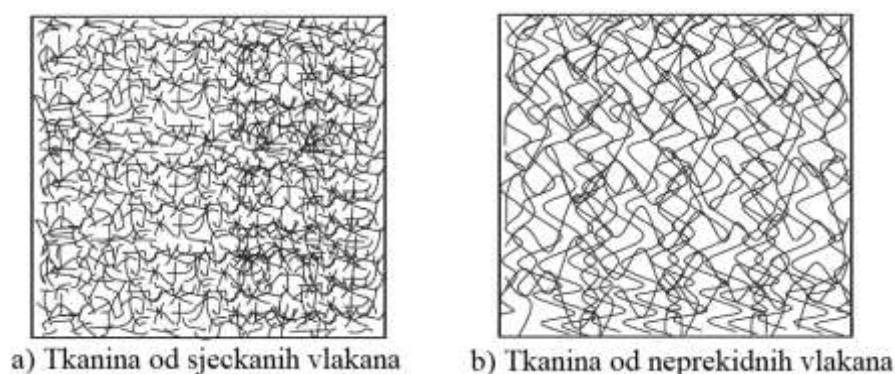 a) Tkanina od sjeckanih vlakana
b) Tkanina od neprekidnih vlakana